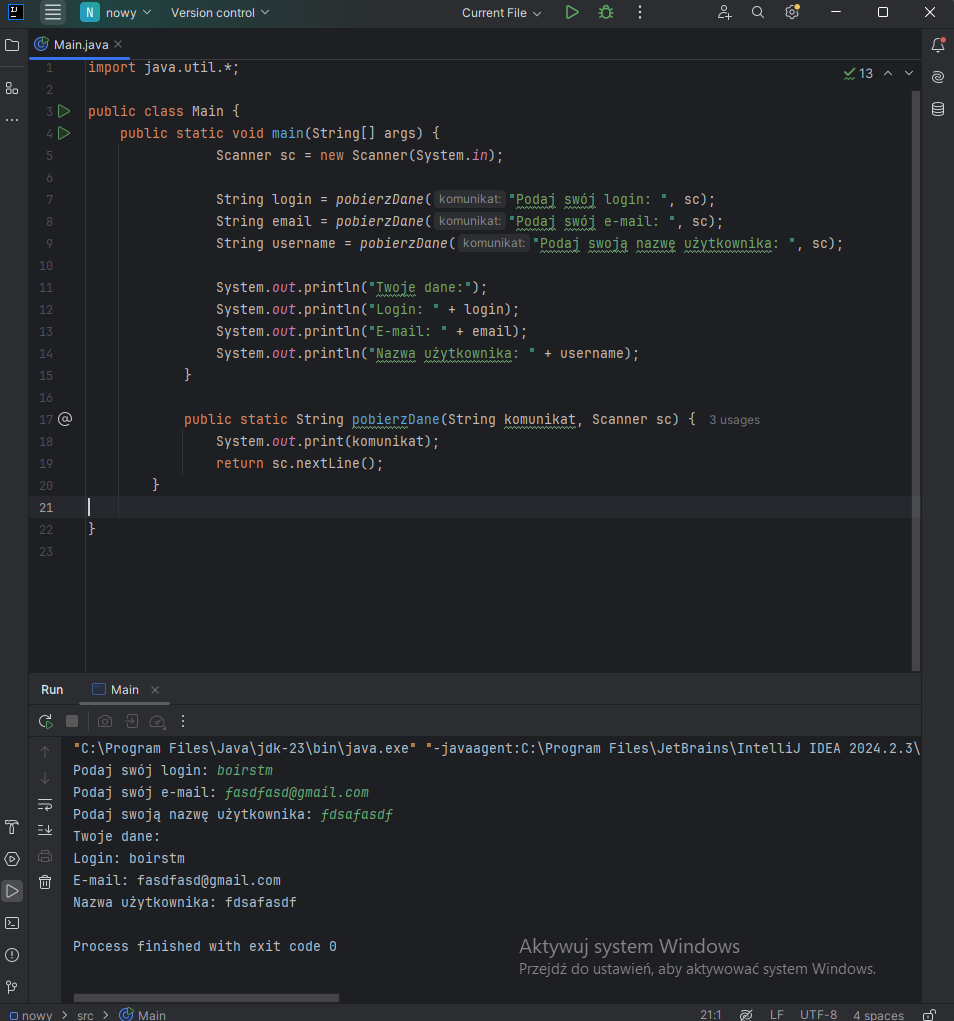 N nowy Version control Current File
Main.java
13
1 import java.util.*;
2
3 public class Main {
4 public static void main(String[] args) {
5 Scanner sc = new Scanner(System.in);
6
7 String login = pobierzDane( komunikat: "Podaj swój login: ", sc);
8 String email = pobierzDane( komunikat: "Podaj swój e-mail: ", sc);
9 String username = pobierzDane( komunikat: "Podaj swoją nazwę użytkownika: ", sc);
10
11 System.out.println("Twoje dane:");
12 System.out.println("Login: " + login);
13 System.out.println("E-mail: " + email);
14 System.out.println("Nazwa użytkownika: " + username);
15 }
16
17 public static String pobierzDane(String komunikat, Scanner sc) { 3 usages
18 System.out.print(komunikat);
19 return sc.nextLine();
20 }
21
22 }
23
Run Main
"C:\Program Files\Java\jdk-23\bin\java.exe" "-javaagent:C:\Program Files\JetBrains\IntelliJ IDEA 2024.2.3\
Podaj swój login: boirstm
Podaj swój e-mail: fasdfasd@gmail.com
Podaj swoją nazwę użytkownika: fdsafasdf
Twoje dane:
Login: boirstm
E-mail: fasdfasd@gmail.com
Nazwa użytkownika: fdsafasdf
Process finished with exit code 0
Aktywuj system Windows
Przejdź do ustawień, aby aktywować system Windows.
nowy > src > Main 21:1 LF UTF-8 4 spaces